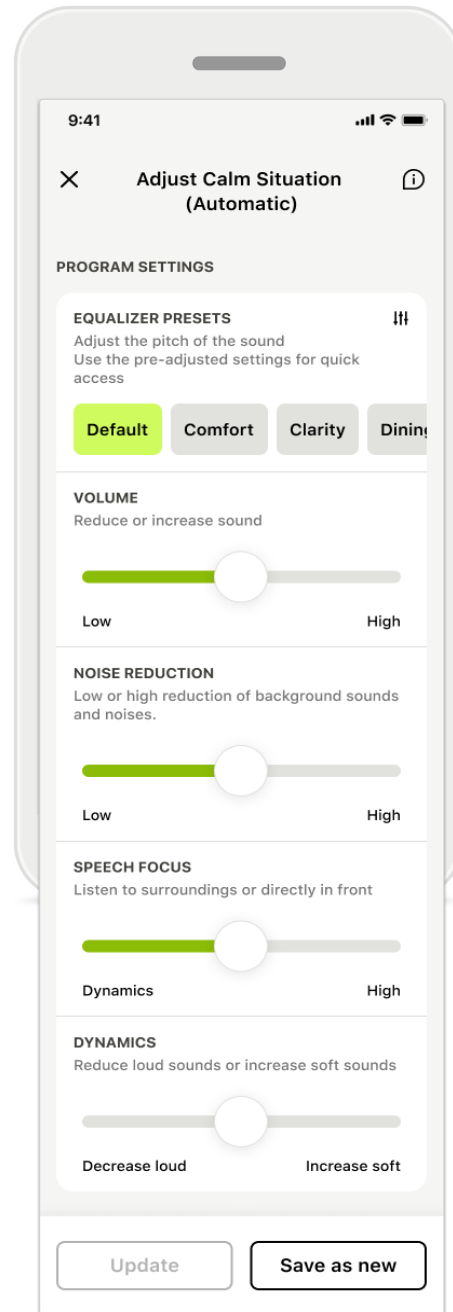 9:41
Adjust Calm Situation
(Automatic)
PROGRAM SETTINGS
EQUALIZER PRESETS
Adjust the pitch of the sound
Use the pre-adjusted settings for quick
access
Default Comfort Clarity Dining
VOLUME
Reduce or increase sound
Low High
NOISE REDUCTION
Low or high reduction of background sounds
and noises.
Low High
SPEECH FOCUS
Listen to surroundings or directly in front
Dynamics High
DYNAMICS
Reduce loud sounds or increase soft sounds
Decrease loud Increase soft
Update Save as new